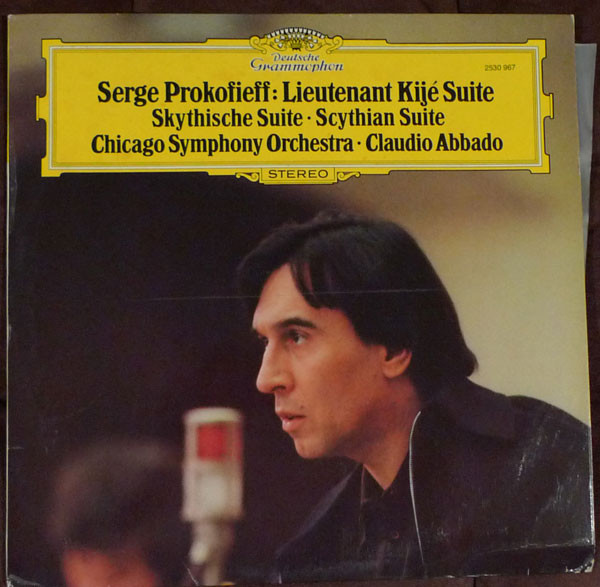 Deutsche
Grammophon
2530 967
Serge Prokofieff: Lieutenant Kijé Suite
Skythische Suite · Scythian Suite
Chicago Symphony Orchestra · Claudio Abbado
STEREO